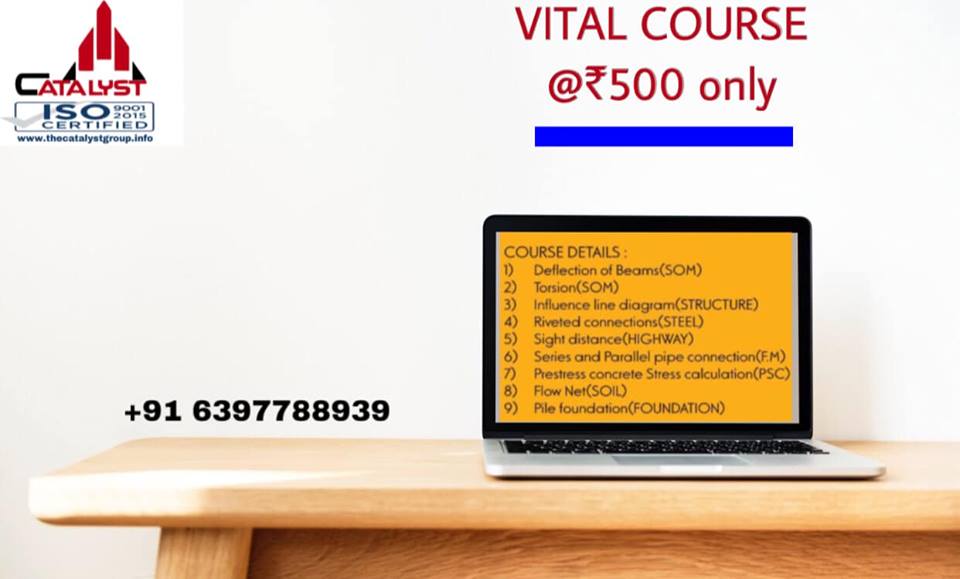 CATALYST
ISO 9001 2015
CERTIFIED
www.thecatalystgroup.info
VITAL COURSE
@₹500 only
COURSE DETAILS :
1) Deflection of Beams(SOM)
2) Torsion(SOM)
3) Influence line diagram(STRUCTURE)
4) Riveted connections(STEEL)
5) Sight distance(HIGHWAY)
6) Series and Parallel pipe connection(F.M)
7) Prestress concrete Stress calculation(PSC)
8) Flow Net(SOIL)
9) Pile foundation(FOUNDATION)
+91 6397788939